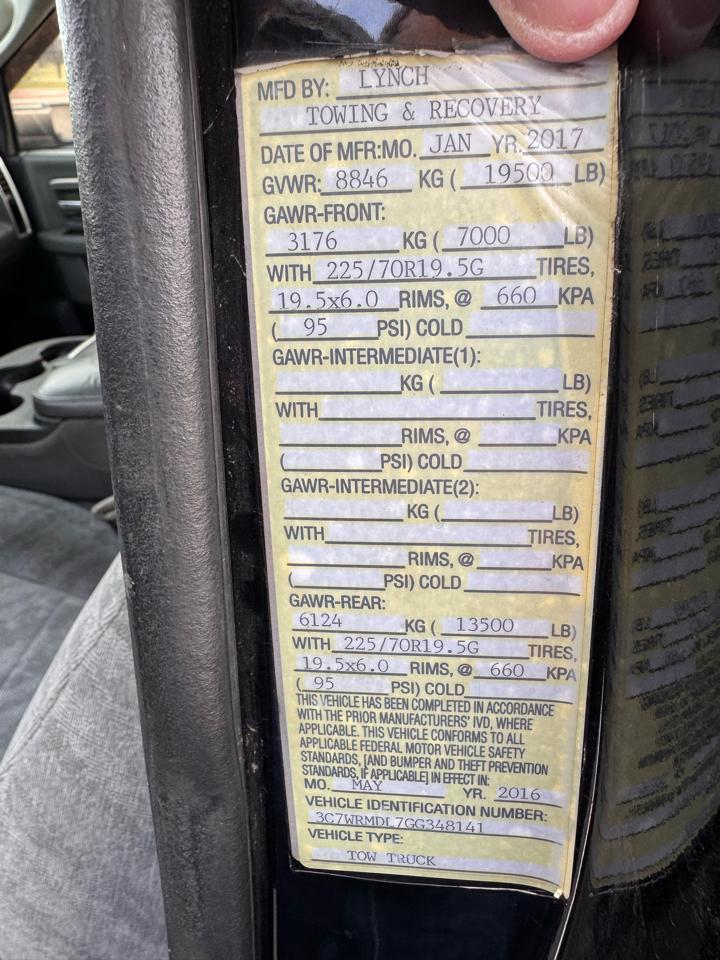 MFD BY: LYNCH
TOWING & RECOVERY
DATE OF MFR:MO. JAN YR. 2017
GVWR: 8846 KG ( 19500 LB)
GAWR-FRONT:
3176 KG ( 7000 LB)
WITH 225/70R19.5G TIRES,
19.5x6.0 RIMS, @ 660 KPA
( 95 PSI) COLD
GAWR-INTERMEDIATE(1):
KG ( LB)
WITH TIRES,
RIMS, @ KPA
( PSI) COLD
GAWR-INTERMEDIATE(2):
KG ( LB)
WITH TIRES,
RIMS, @ KPA
( PSI) COLD
GAWR-REAR:
6124 KG ( 13500 LB)
WITH 225/70R19.5G TIRES,
19.5x6.0 RIMS, @ 660 KPA
( 95 PSI) COLD
THIS VEHICLE HAS BEEN COMPLETED IN ACCORDANCE
WITH THE PRIOR MANUFACTURERS' IVD, WHERE
APPLICABLE. THIS VEHICLE CONFORMS TO ALL
APPLICABLE FEDERAL MOTOR VEHICLE SAFETY
STANDARDS, [AND BUMPER AND THEFT PREVENTION
STANDARDS, IF APPLICABLE] IN EFFECT IN:
MO. MAY YR. 2016
VEHICLE IDENTIFICATION NUMBER:
3C7WRMDL7GG348141
VEHICLE TYPE:
TOW TRUCK